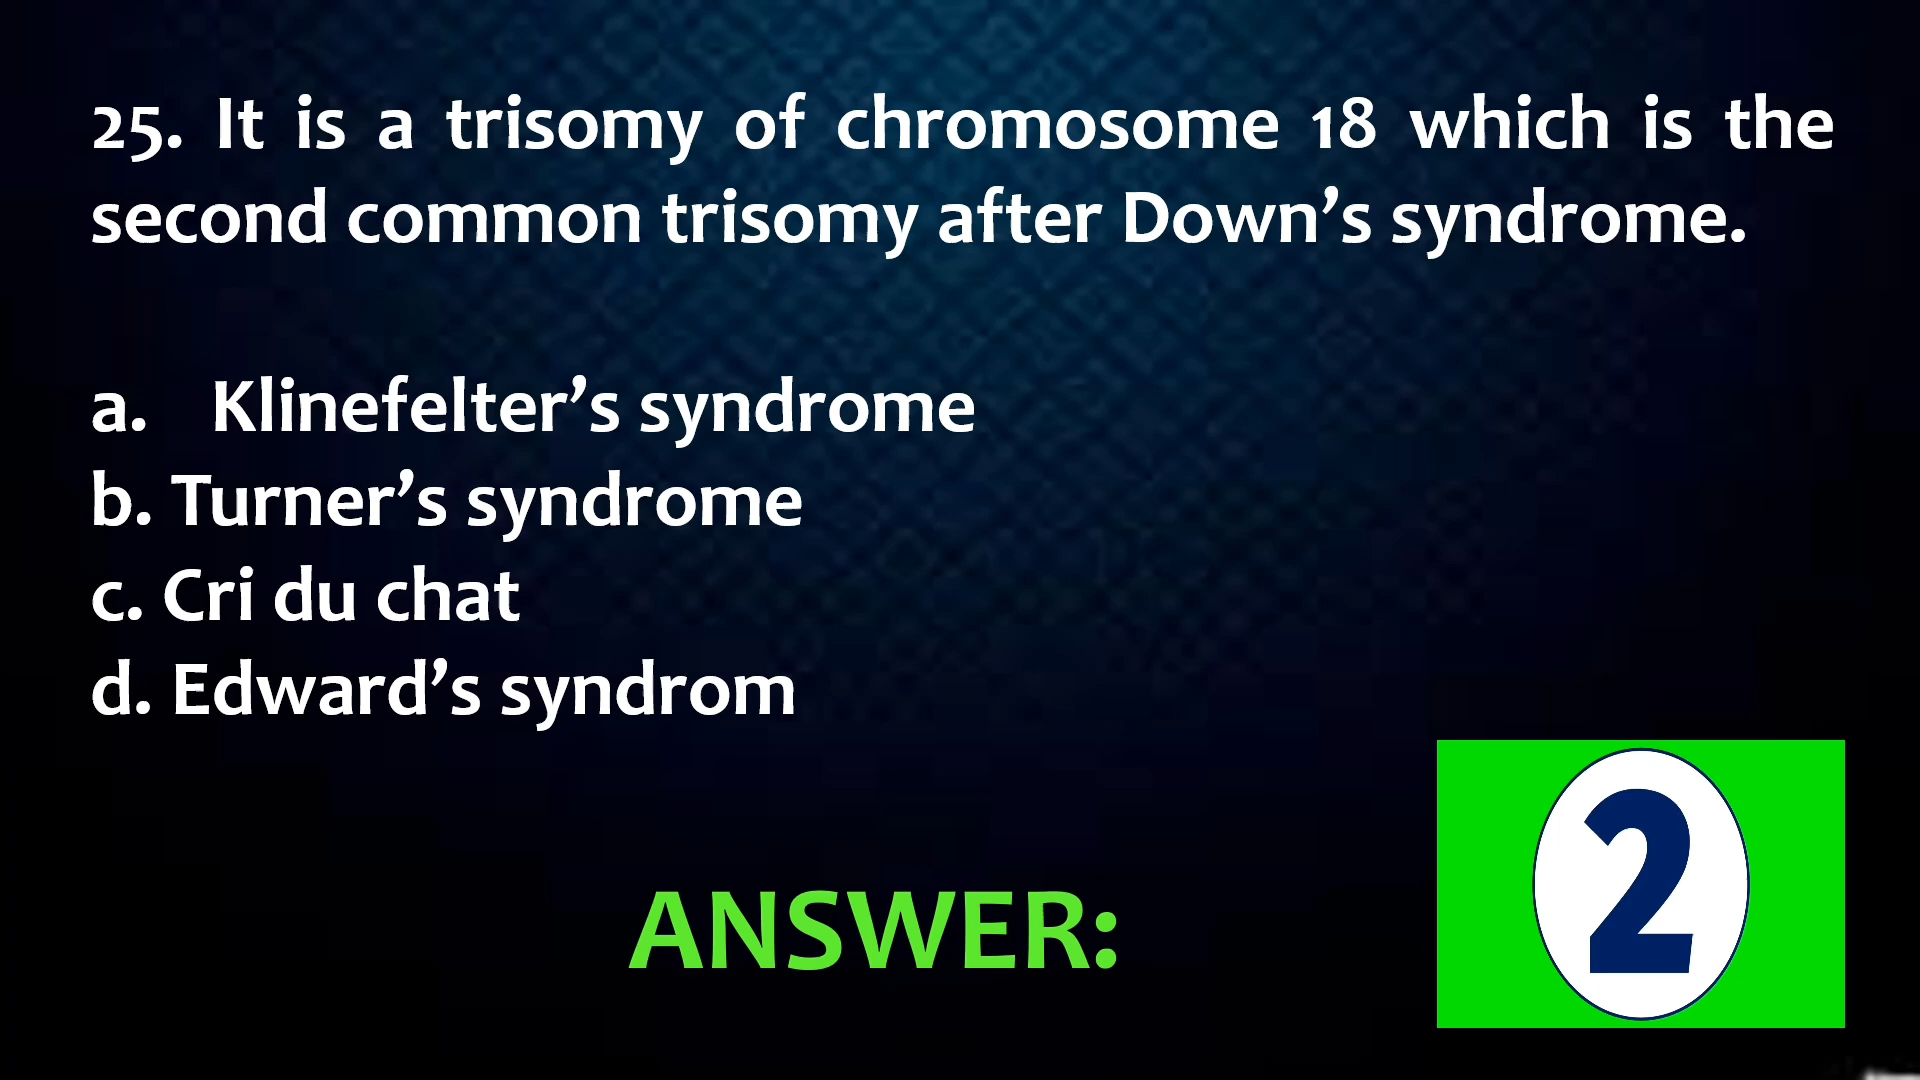 25. It is a trisomy of chromosome 18 which is the
second common trisomy after Down’s syndrome.
a. Klinefelter’s syndrome
b. Turner’s syndrome
c. Cri du chat
d. Edward’s syndrom
ANSWER:
2